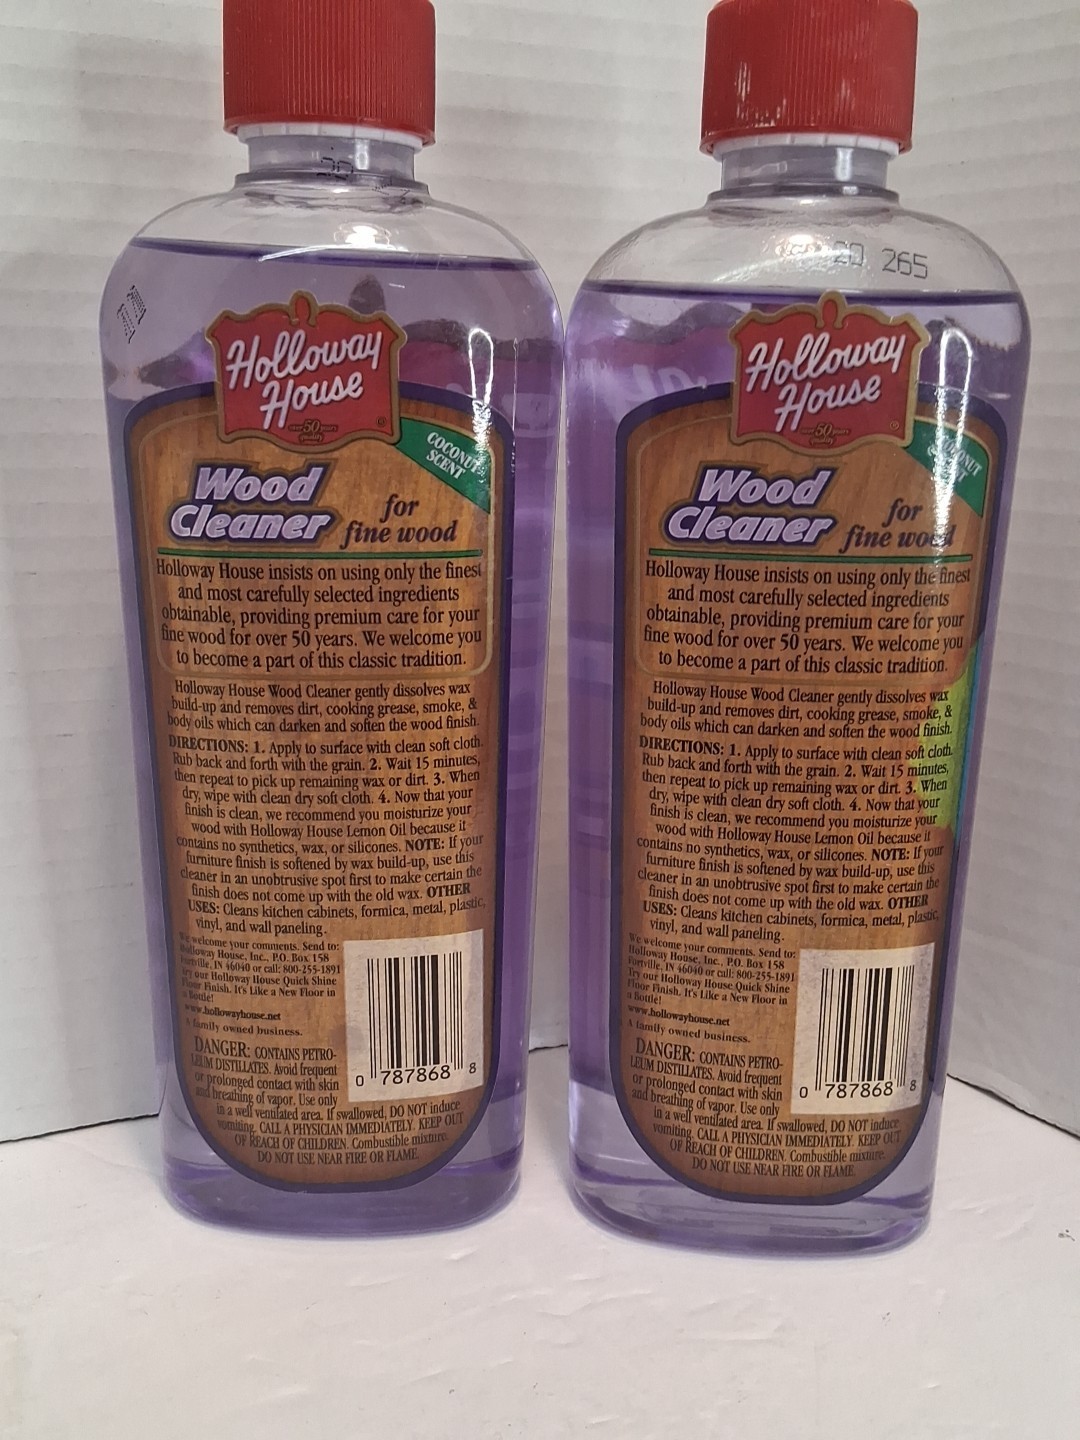 20
Holloway
House
over 50 years
quality
®
COCONUT
SCENT
Wood
Cleaner
for
fine wood
Holloway House insists on using only the finest
and most carefully selected ingredients
obtainable, providing premium care for your
fine wood for over 50 years. We welcome you
to become a part of this classic tradition.
Holloway House Wood Cleaner gently dissolves wax
build-up and removes dirt, cooking grease, smoke, &
body oils which can darken and soften the wood finish.
DIRECTIONS: 1. Apply to surface with clean soft cloth.
Rub back and forth with the grain. 2. Wait 15 minutes,
then repeat to pick up remaining wax or dirt. 3. When
dry, wipe with clean dry soft cloth. 4. Now that your
finish is clean, we recommend you moisturize your
wood with Holloway House Lemon Oil because it
contains no synthetics, wax, or silicones. NOTE: If your
furniture finish is softened by wax build-up, use this
cleaner in an unobtrusive spot first to make certain the
finish does not come up with the old wax. OTHER
USES: Cleans kitchen cabinets, formica, metal, plastic,
vinyl, and wall paneling.
We welcome your comments. Send to:
Holloway House, Inc., P.O. Box 158
Fortville, IN 46040 or call: 800-255-1891
Try our Holloway House Quick Shine
Floor Finish. It's Like a New Floor in
a Bottle!
www.hollowayhouse.net
A family owned business.
DANGER: CONTAINS PETRO-
LEUM DISTILLATES. Avoid frequent
or prolonged contact with skin
and breathing of vapor. Use only
in a well ventilated area. If swallowed, DO NOT induce
vomiting. CALL A PHYSICIAN IMMEDIATELY. KEEP OUT
OF REACH OF CHILDREN. Combustible mixture.
DO NOT USE NEAR FIRE OR FLAME.
0 787868 8
20 265
Holloway
House
over 50 years
quality
®
COCONUT
Wood
Cleaner
for
fine wood
Holloway House insists on using only the finest
and most carefully selected ingredients
obtainable, providing premium care for your
fine wood for over 50 years. We welcome you
to become a part of this classic tradition.
Holloway House Wood Cleaner gently dissolves wax
build-up and removes dirt, cooking grease, smoke, &
body oils which can darken and soften the wood finish.
DIRECTIONS: 1. Apply to surface with clean soft cloth.
Rub back and forth with the grain. 2. Wait 15 minutes,
then repeat to pick up remaining wax or dirt. 3. When
dry, wipe with clean dry soft cloth. 4. Now that your
finish is clean, we recommend you moisturize your
wood with Holloway House Lemon Oil because it
contains no synthetics, wax, or silicones. NOTE: If your
furniture finish is softened by wax build-up, use this
cleaner in an unobtrusive spot first to make certain the
finish does not come up with the old wax. OTHER
USES: Cleans kitchen cabinets, formica, metal, plastic,
vinyl, and wall paneling.
We welcome your comments. Send to:
Holloway House, Inc., P.O. Box 158
Fortville, IN 46040 or call: 800-255-1891
Try our Holloway House Quick Shine
Floor Finish. It's Like a New Floor in
a Bottle!
www.hollowayhouse.net
A family owned business.
DANGER: CONTAINS PETRO-
LEUM DISTILLATES. Avoid frequent
or prolonged contact with skin
and breathing of vapor. Use only
in a well ventilated area. If swallowed, DO NOT induce
vomiting. CALL A PHYSICIAN IMMEDIATELY. KEEP OUT
OF REACH OF CHILDREN. Combustible mixture.
DO NOT USE NEAR FIRE OR FLAME.
0 787868 8